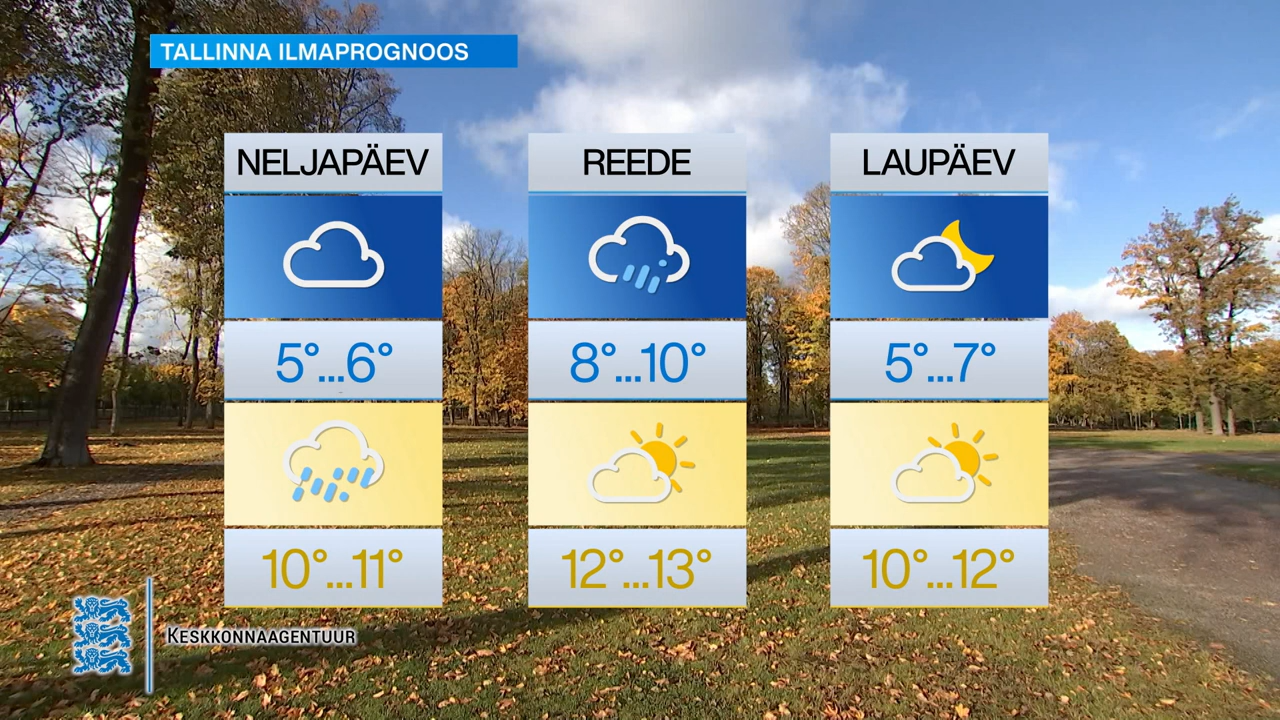 TALLINNA ILMAPROGNOOS
NELJAPÄEV
5°...6°
10°...11°
REEDE
8°...10°
12°...13°
LAUPÄEV
5°...7°
10°...12°
KESKKONNAAGENTUUR